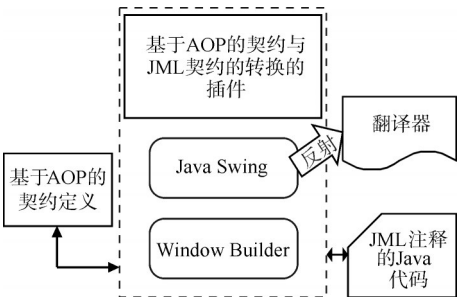 基于AOP的契约与
JML契约的转换的
插件
Java Swing
反射
翻译器
基于AOP的
契约定义
Window Builder
JML注释
的Java
代码